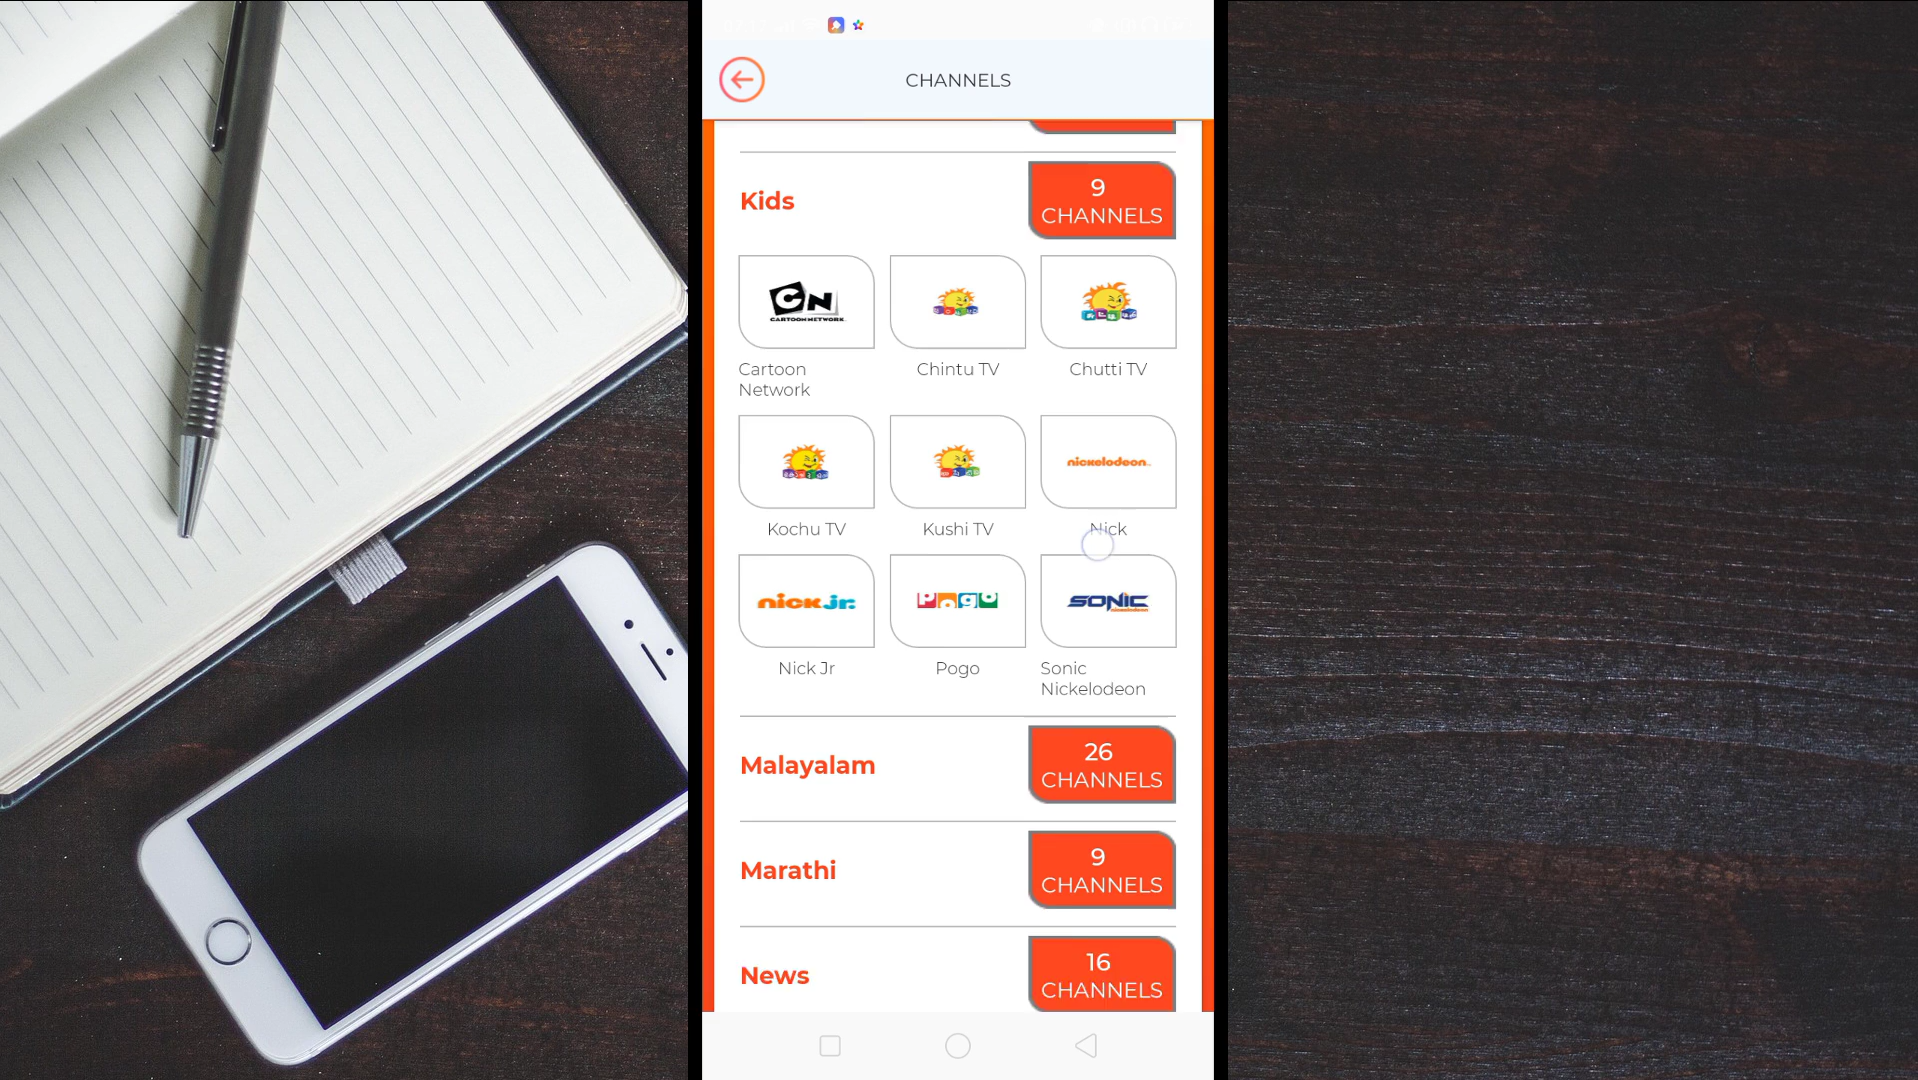 CHANNELS
Kids
9
CHANNELS
CN
CARTOON NETWORK
Cartoon
Network
Chintu TV
Chutti TV
nickelodeon
Kochu TV
Kushi TV
Nick
nick jr.
Pogo
SONIC
nickelodeon
Nick Jr
Pogo
Sonic
Nickelodeon
Malayalam
26
CHANNELS
Marathi
9
CHANNELS
News
16
CHANNELS